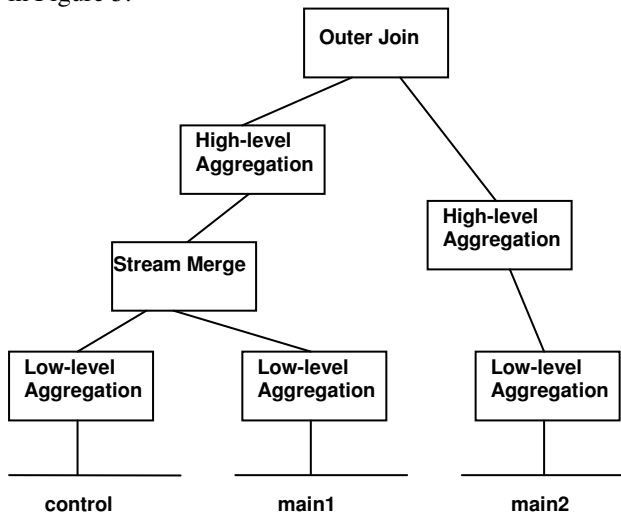 in Figure 3.
Outer Join
High-level
Aggregation
High-level
Aggregation
Stream Merge
Low-level
Aggregation
Low-level
Aggregation
Low-level
Aggregation
control
main1
main2